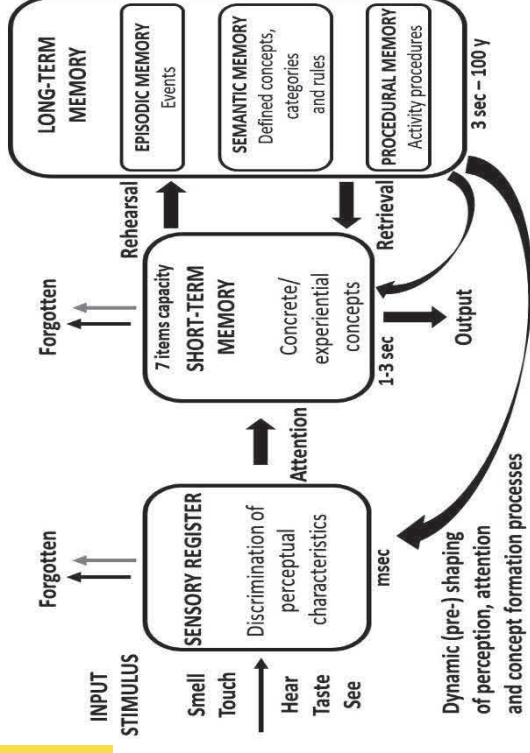 INPUT
STIMULUS
Smell
Touch
Hear
Taste
See
Forgotten
SENSORY REGISTER
Discrimination of
perceptual
characteristics
msec
Attention
Forgotten
7 items capacity
SHORT-TERM
MEMORY
Concrete/
experiential
concepts
1-3 sec
Output
Rehearsal
Retrieval
LONG-TERM
MEMORY
EPISODIC MEMORY
Events
SEMANTIC MEMORY
Defined concepts,
categories
and rules
PROCEDURAL MEMORY
Activity procedures
3 sec – 100 y
Dynamic (pre-) shaping
of perception, attention
and concept formation processes